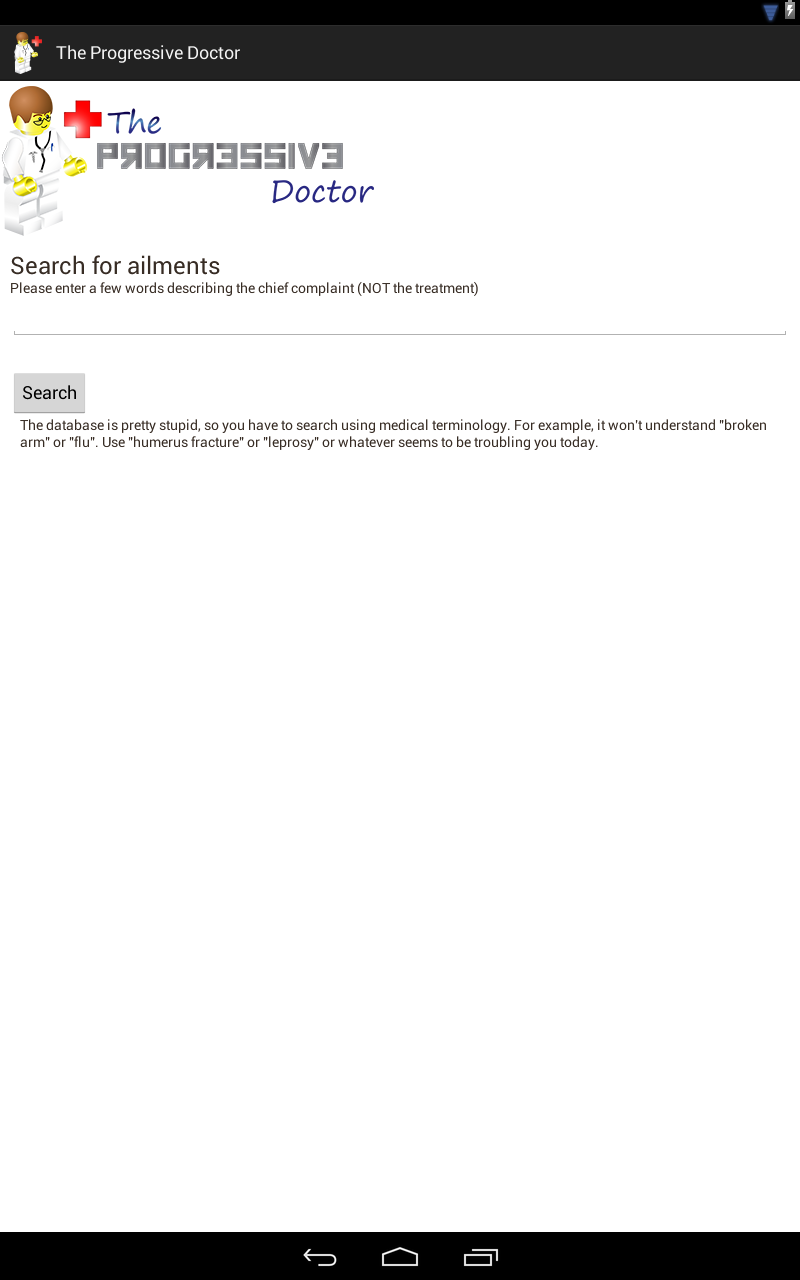 The Progressive Doctor
The
PROGRESSIVE
Doctor
Search for ailments
Please enter a few words describing the chief complaint (NOT the treatment)
Search
The database is pretty stupid, so you have to search using medical terminology. For example, it won't understand "broken
arm" or "flu". Use "humerus fracture" or "leprosy" or whatever seems to be troubling you today.